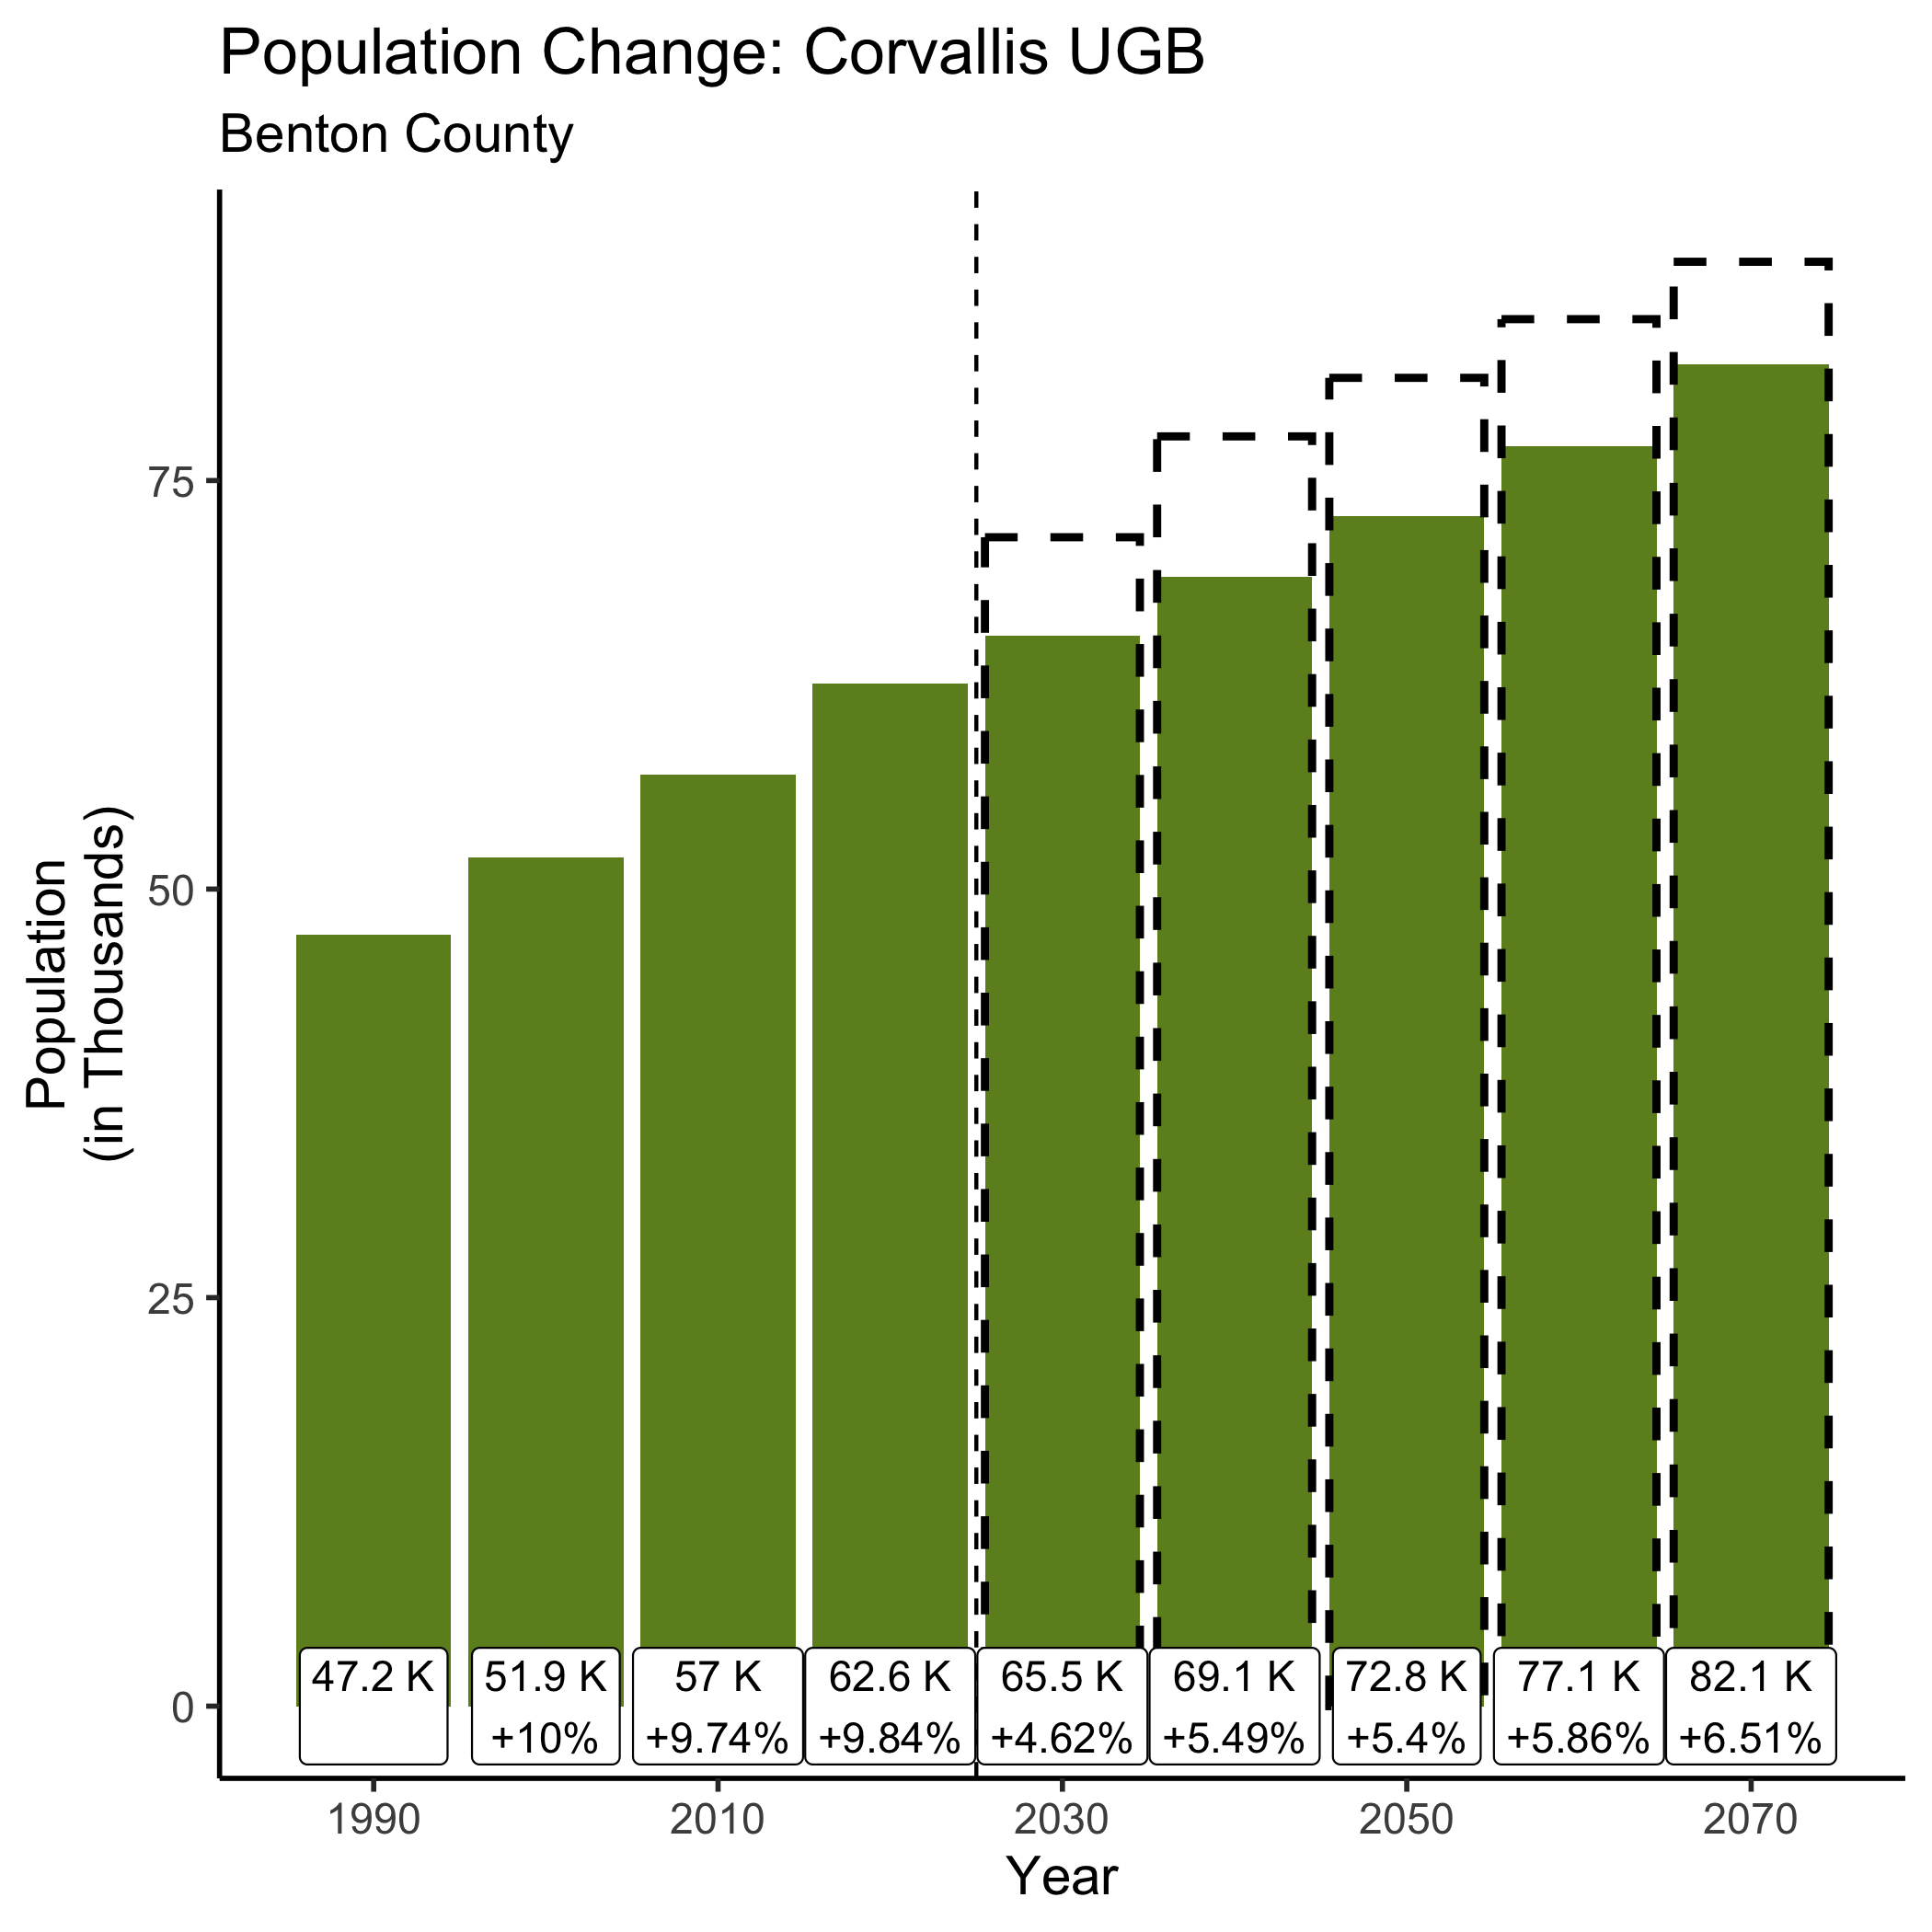 Population Change: Corvallis UGB
Benton County
Population
(in Thousands)
75
50
25
0
47.2 K
51.9 K
+10%
57 K
+9.74%
62.6 K
+9.84%
65.5 K
+4.62%
69.1 K
+5.49%
72.8 K
+5.4%
77.1 K
+5.86%
82.1 K
+6.51%
1990
2010
2030
2050
2070
Year